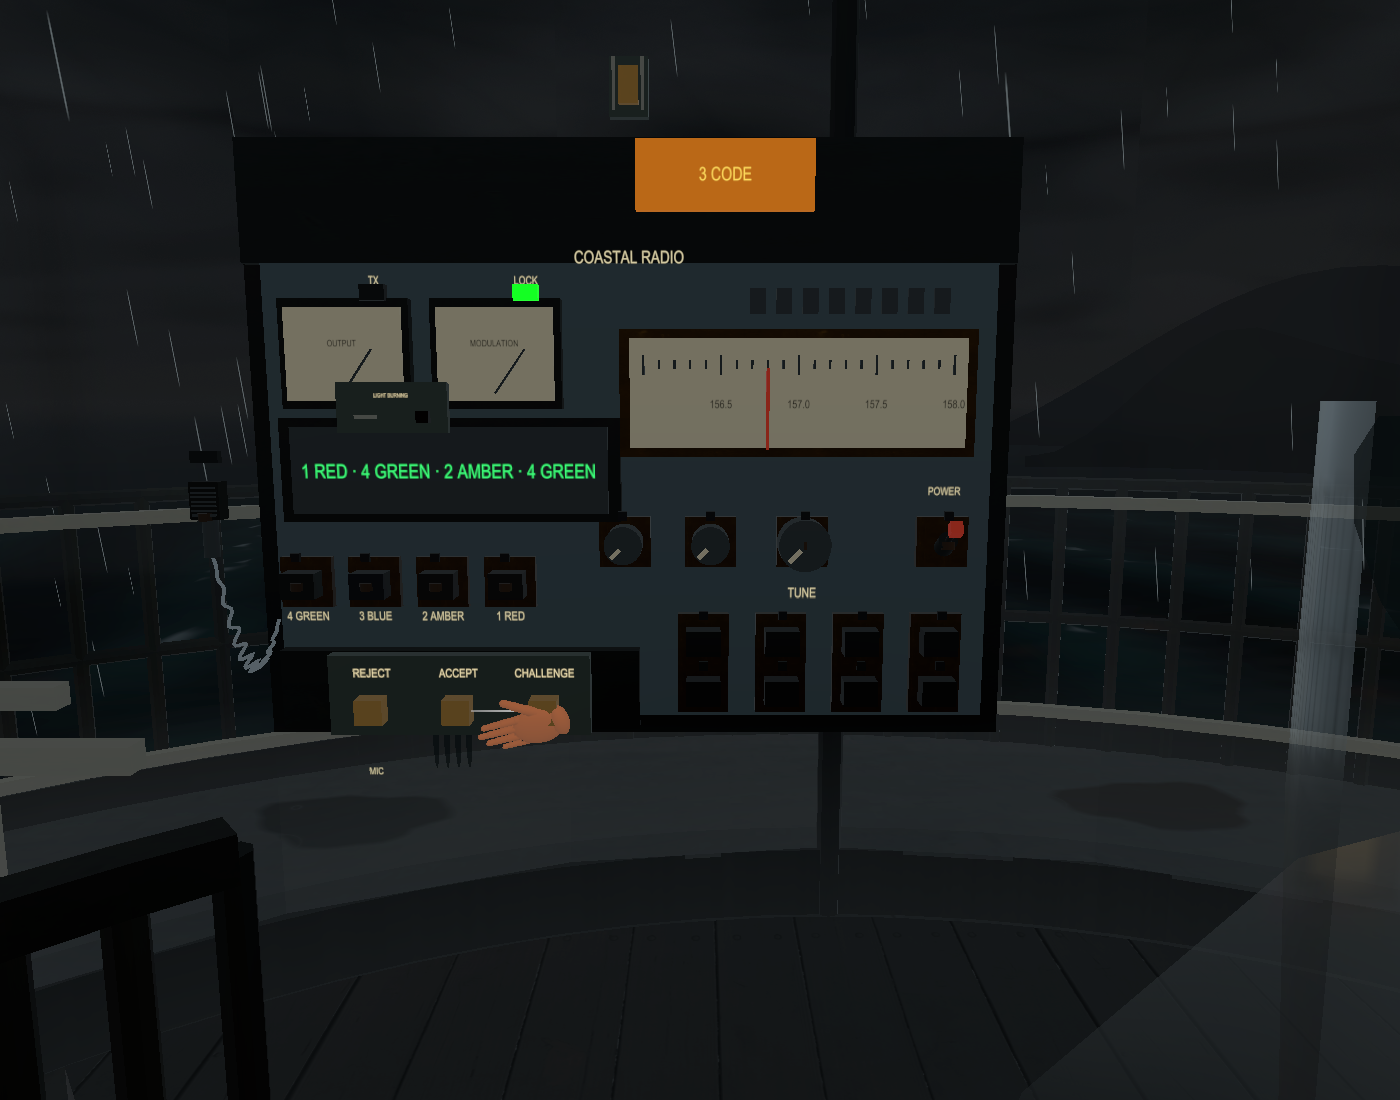 3 CODE
COASTAL RADIO
TX
LOCK
OUTPUT
MODULATION
LIGHT BURNING
156.5 157.0 157.5 158.0
1 RED · 4 GREEN · 2 AMBER · 4 GREEN
POWER
TUNE
4 GREEN 3 BLUE 2 AMBER 1 RED
REJECT ACCEPT CHALLENGE
MIC